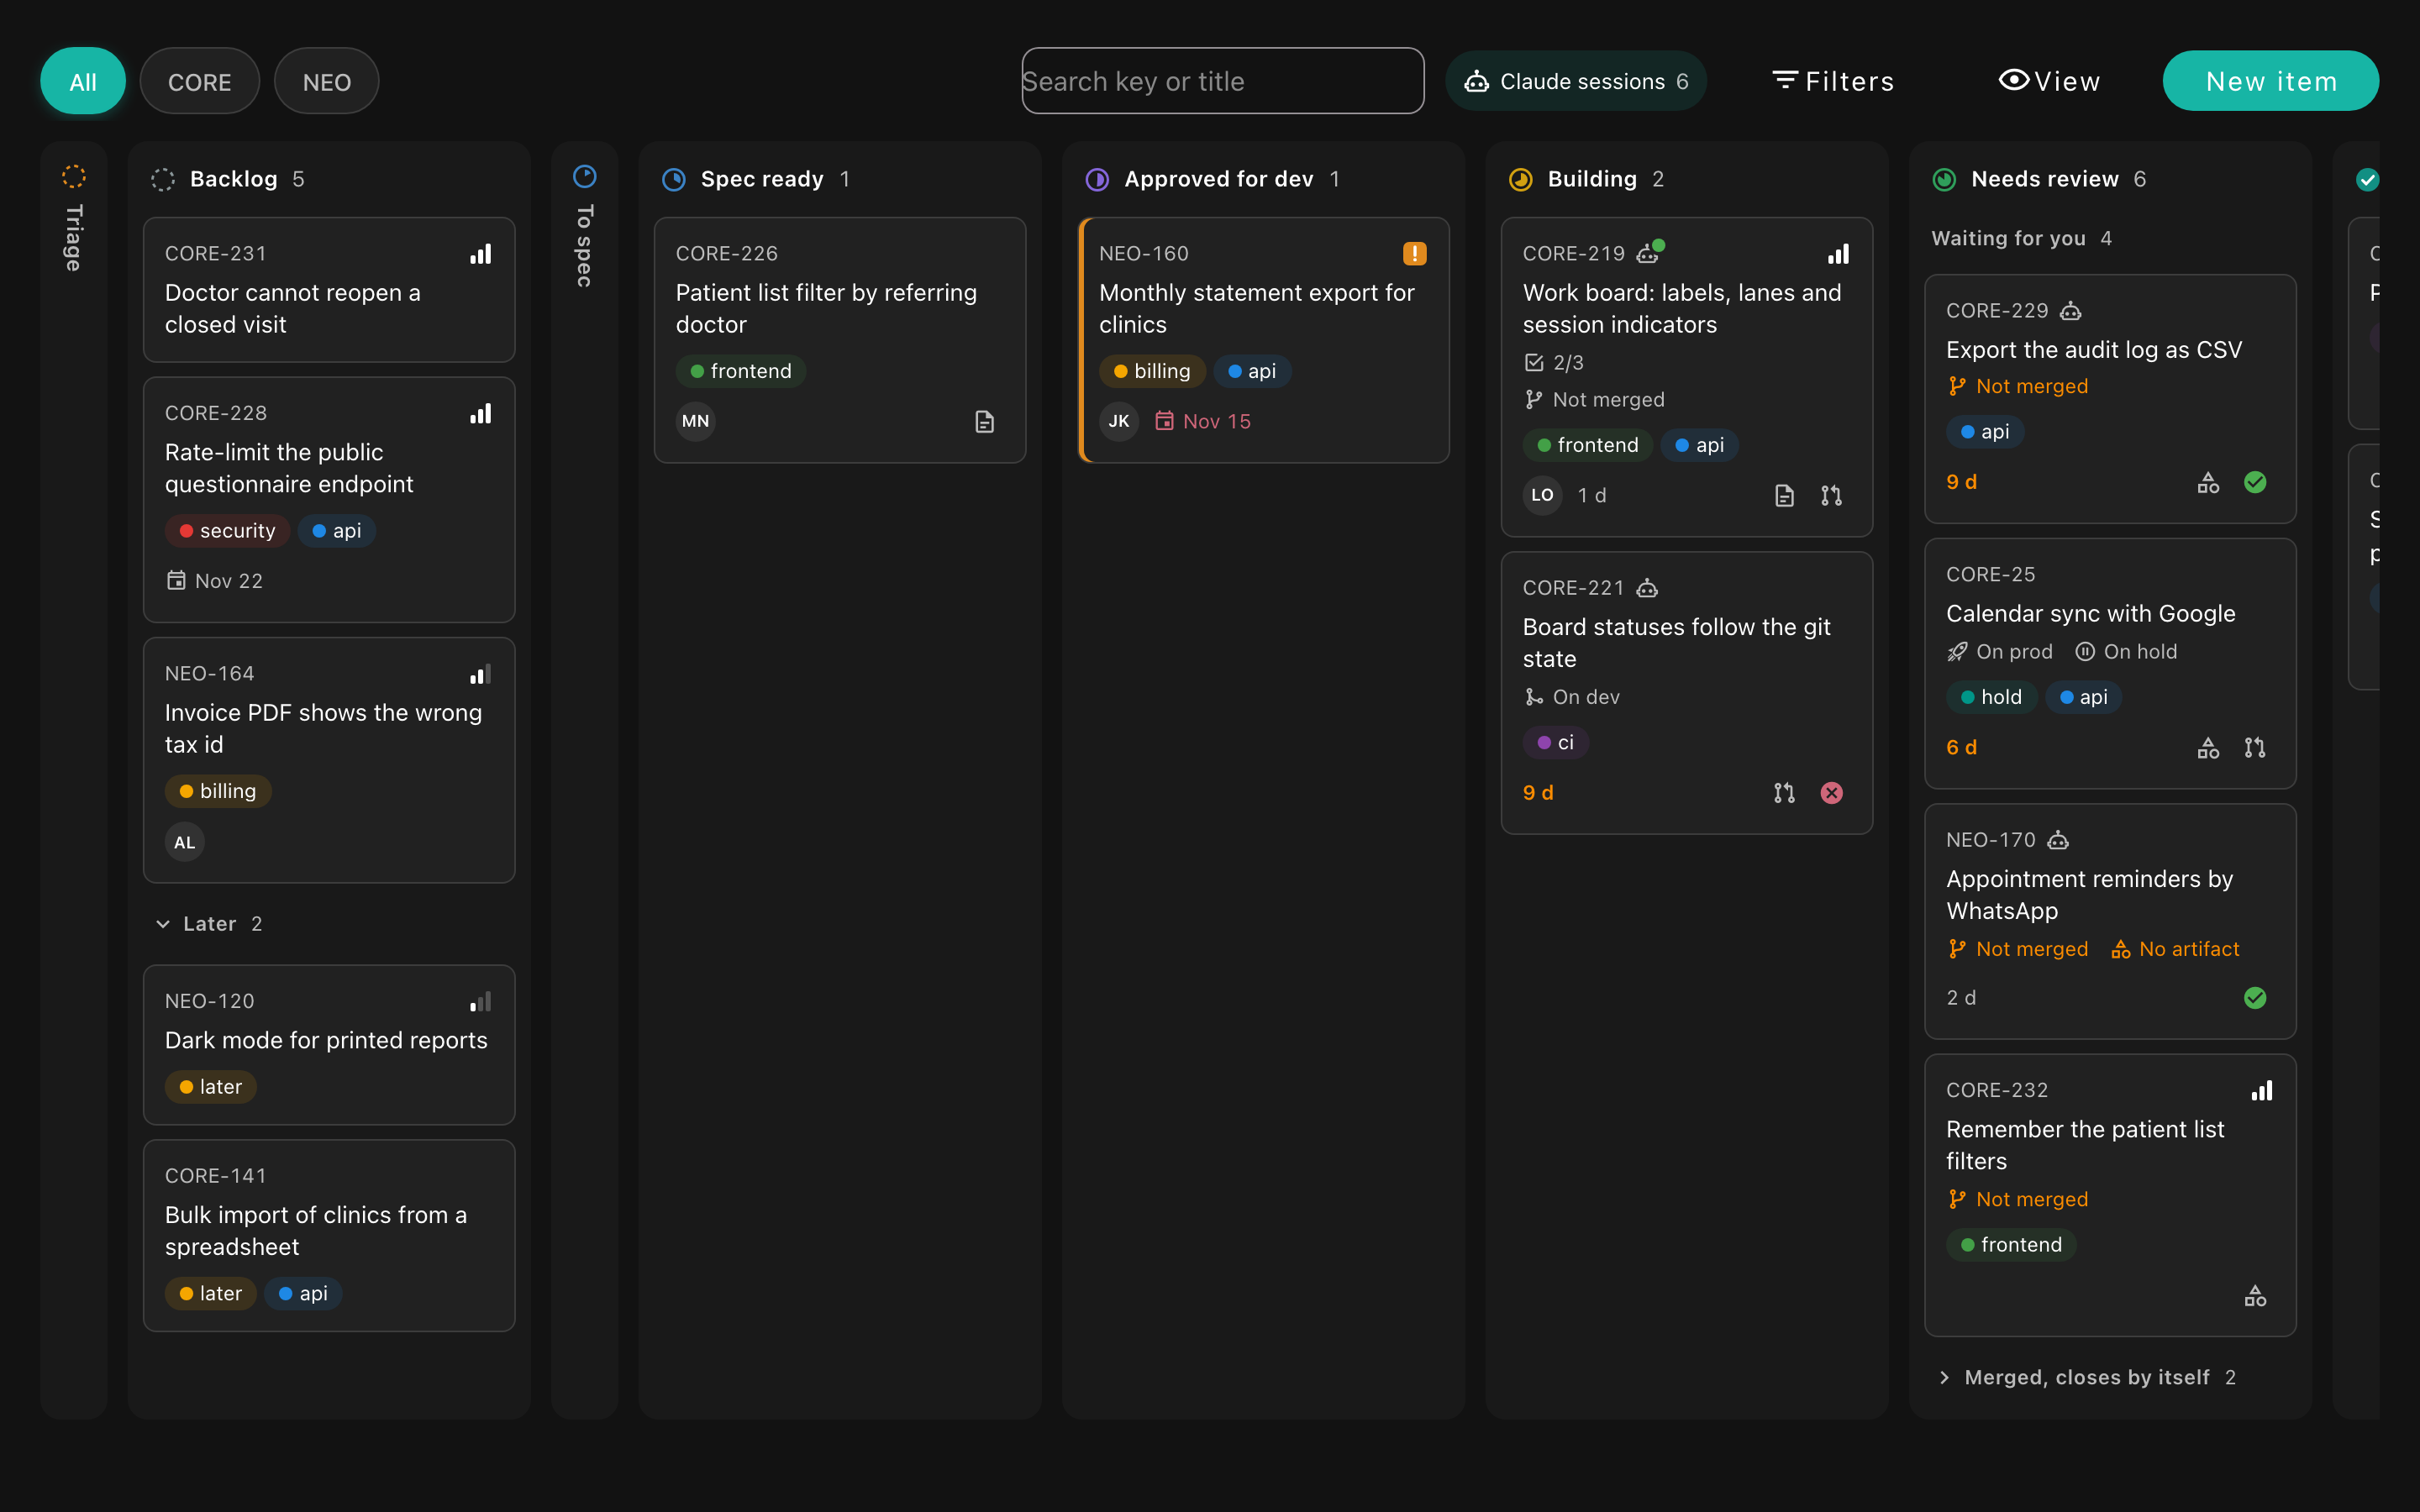 All
CORE
NEO
Search key or title
Claude sessions 6
Filters
View
New item
Triage
Backlog 5
CORE-231
Doctor cannot reopen a
closed visit
CORE-228
Rate-limit the public
questionnaire endpoint
security api
Nov 22
NEO-164
Invoice PDF shows the wrong
tax id
billing
AL
Later 2
NEO-120
Dark mode for printed reports
later
CORE-141
Bulk import of clinics from a
spreadsheet
later api
To spec
Spec ready 1
CORE-226
Patient list filter by referring
doctor
frontend
MN
Approved for dev 1
NEO-160
Monthly statement export for
clinics
billing api
JK Nov 15
Building 2
CORE-219
Work board: labels, lanes and
session indicators
2/3
Not merged
frontend api
LO 1 d
CORE-221
Board statuses follow the git
state
On dev
ci
9 d
Needs review 6
Waiting for you 4
CORE-229
Export the audit log as CSV
Not merged
api
9 d
CORE-25
Calendar sync with Google
On prod On hold
hold api
6 d
NEO-170
Appointment reminders by
WhatsApp
Not merged No artifact
2 d
CORE-232
Remember the patient list
filters
Not merged
frontend
Merged, closes by itself 2